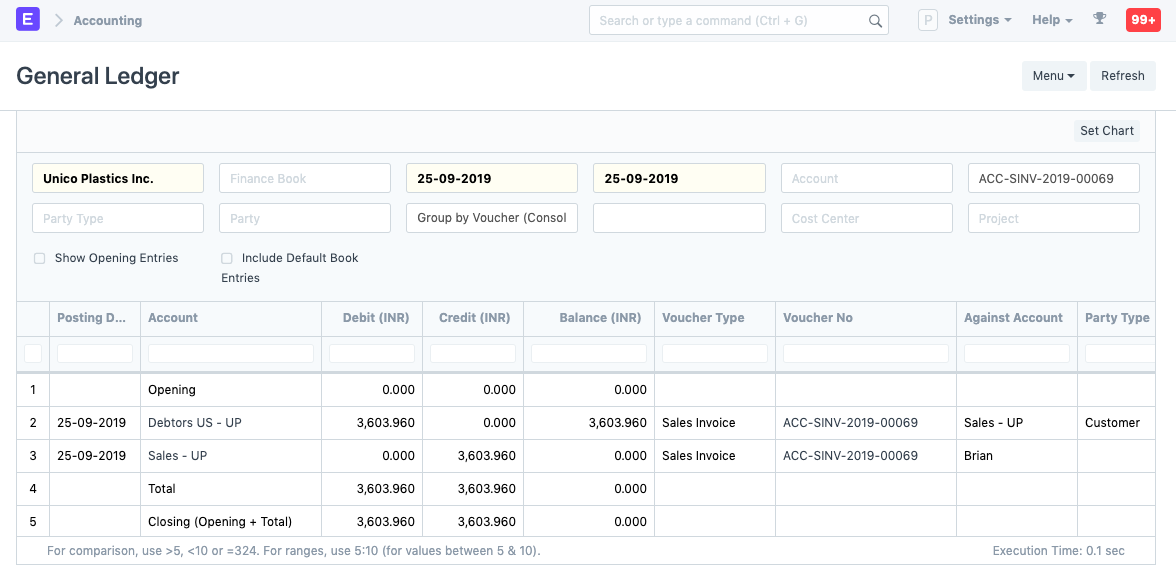 E Accounting Search or type a command (Ctrl + G) P Settings Help 99+
General Ledger Menu Refresh
Set Chart
Unico Plastics Inc. Finance Book 25-09-2019 25-09-2019 Account ACC-SINV-2019-00069
Party Type Party Group by Voucher (Consol Cost Center Project
Show Opening Entries Include Default Book
Entries
Posting D... Account Debit (INR) Credit (INR) Balance (INR) Voucher Type Voucher No Against Account Party Type
1 Opening 0.000 0.000 0.000
2 25-09-2019 Debtors US - UP 3,603.960 0.000 3,603.960 Sales Invoice ACC-SINV-2019-00069 Sales - UP Customer
3 25-09-2019 Sales - UP 0.000 3,603.960 0.000 Sales Invoice ACC-SINV-2019-00069 Brian
4 Total 3,603.960 3,603.960 0.000
5 Closing (Opening + Total) 3,603.960 3,603.960 0.000
For comparison, use >5, <10 or =324. For ranges, use 5:10 (for values between 5 & 10). Execution Time: 0.1 sec